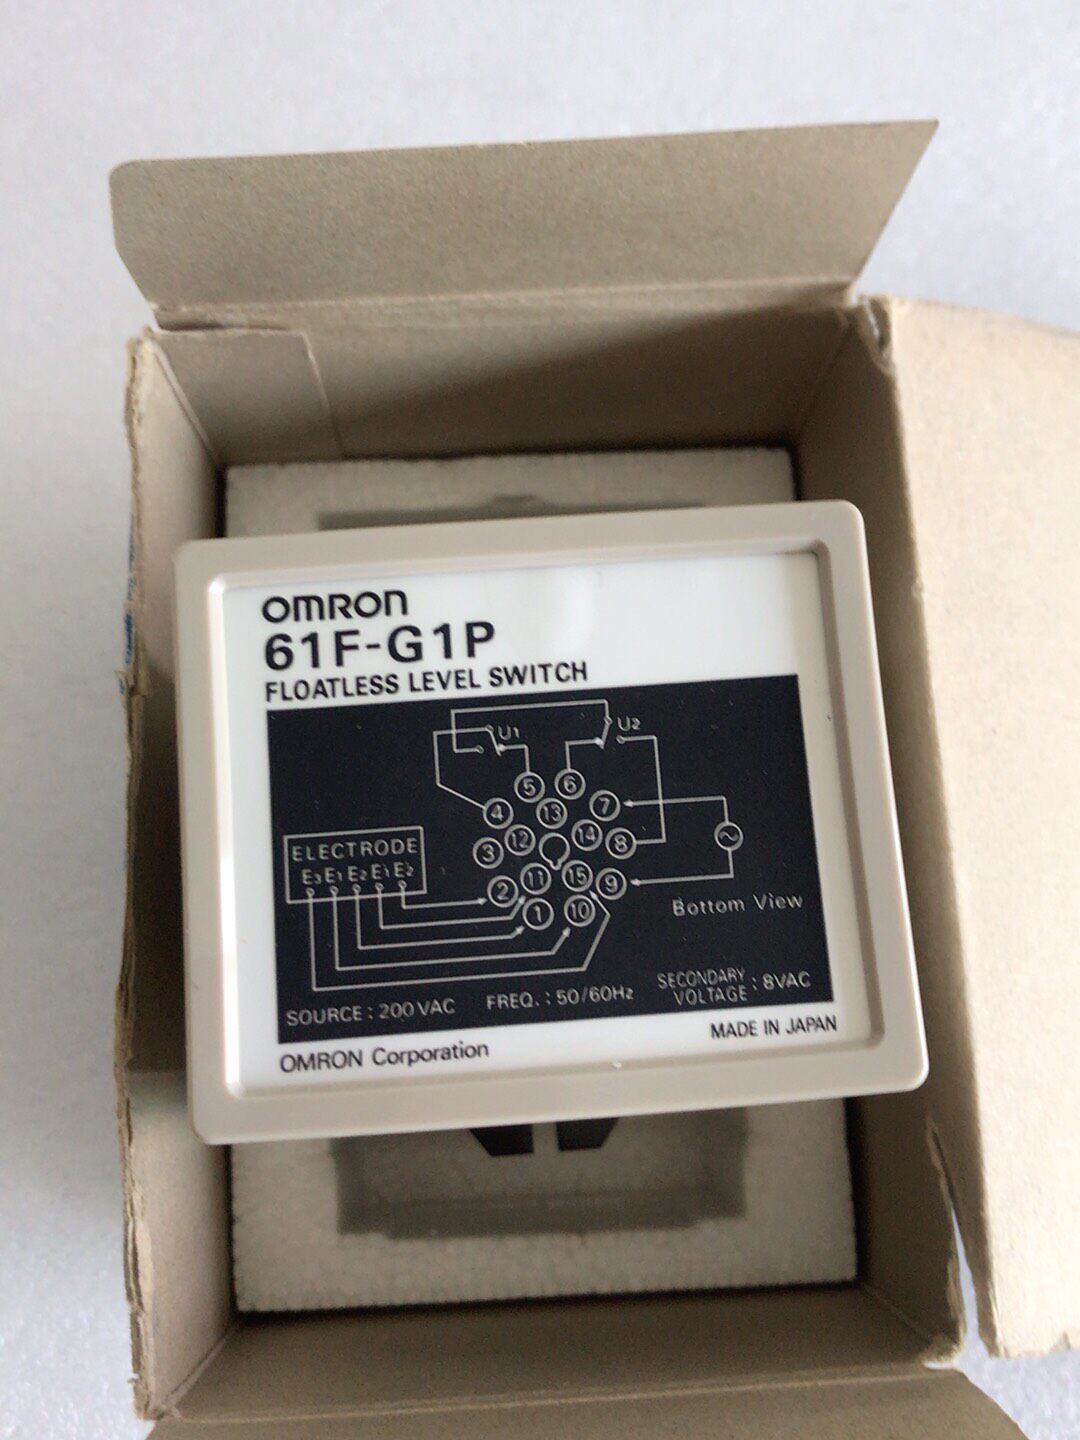 OMRON
61F-G1P
FLOATLESS LEVEL SWITCH
U1 U2
5 6
4 13 7
12 14
3 8
ELECTRODE
E3 E1 E2 E'1 E'2
11 15
2 9
1 10
Bottom View
SOURCE : 200 VAC FREQ. : 50/60Hz SECONDARY VOLTAGE : 8VAC
OMRON Corporation MADE IN JAPAN